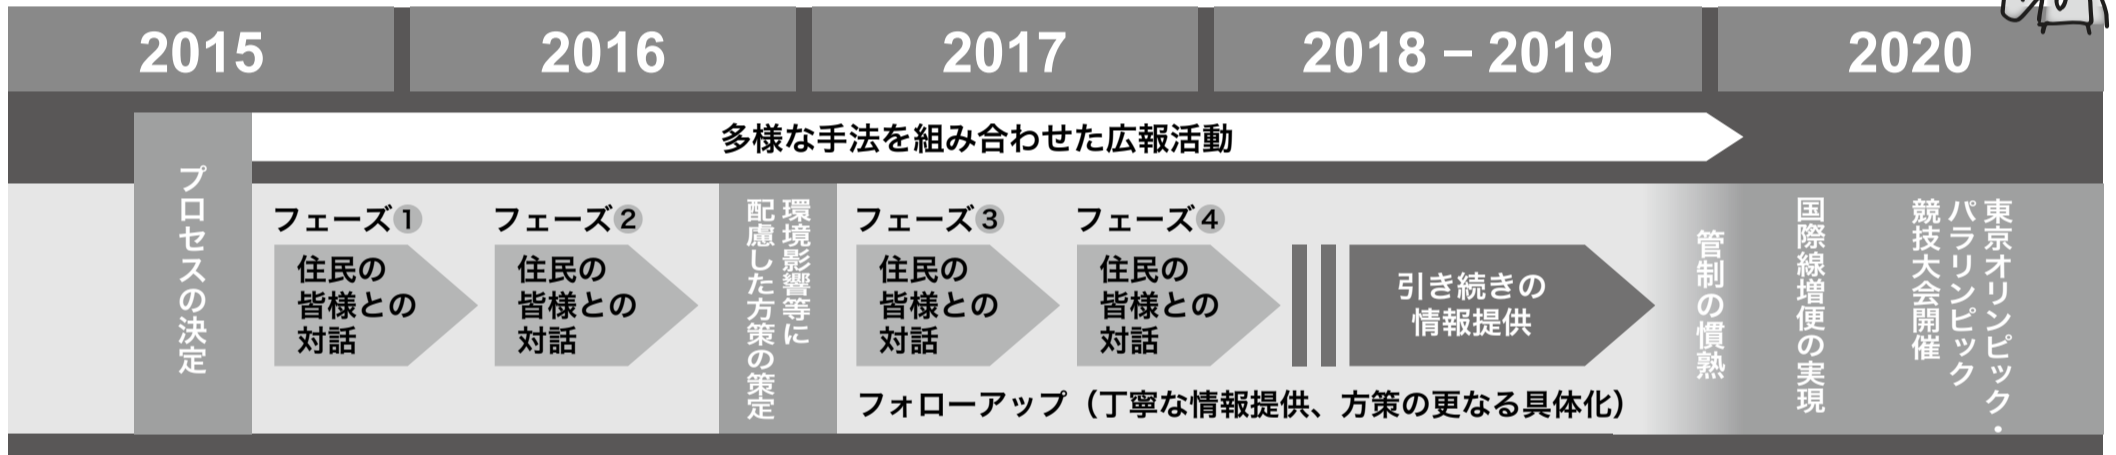 2015
2016
2017
2018 – 2019
2020
多様な手法を組み合わせた広報活動
プロセスの決定
フェーズ①
住民の
皆様との
対話
フェーズ②
住民の
皆様との
対話
環境影響等に
配慮した方策の策定
フェーズ③
住民の
皆様との
対話
フェーズ④
住民の
皆様との
対話
引き続きの
情報提供
フォローアップ（丁寧な情報提供、方策の更なる具体化）
管制の慣熟
国際線増便の実現
東京オリンピック・
パラリンピック
競技大会開催